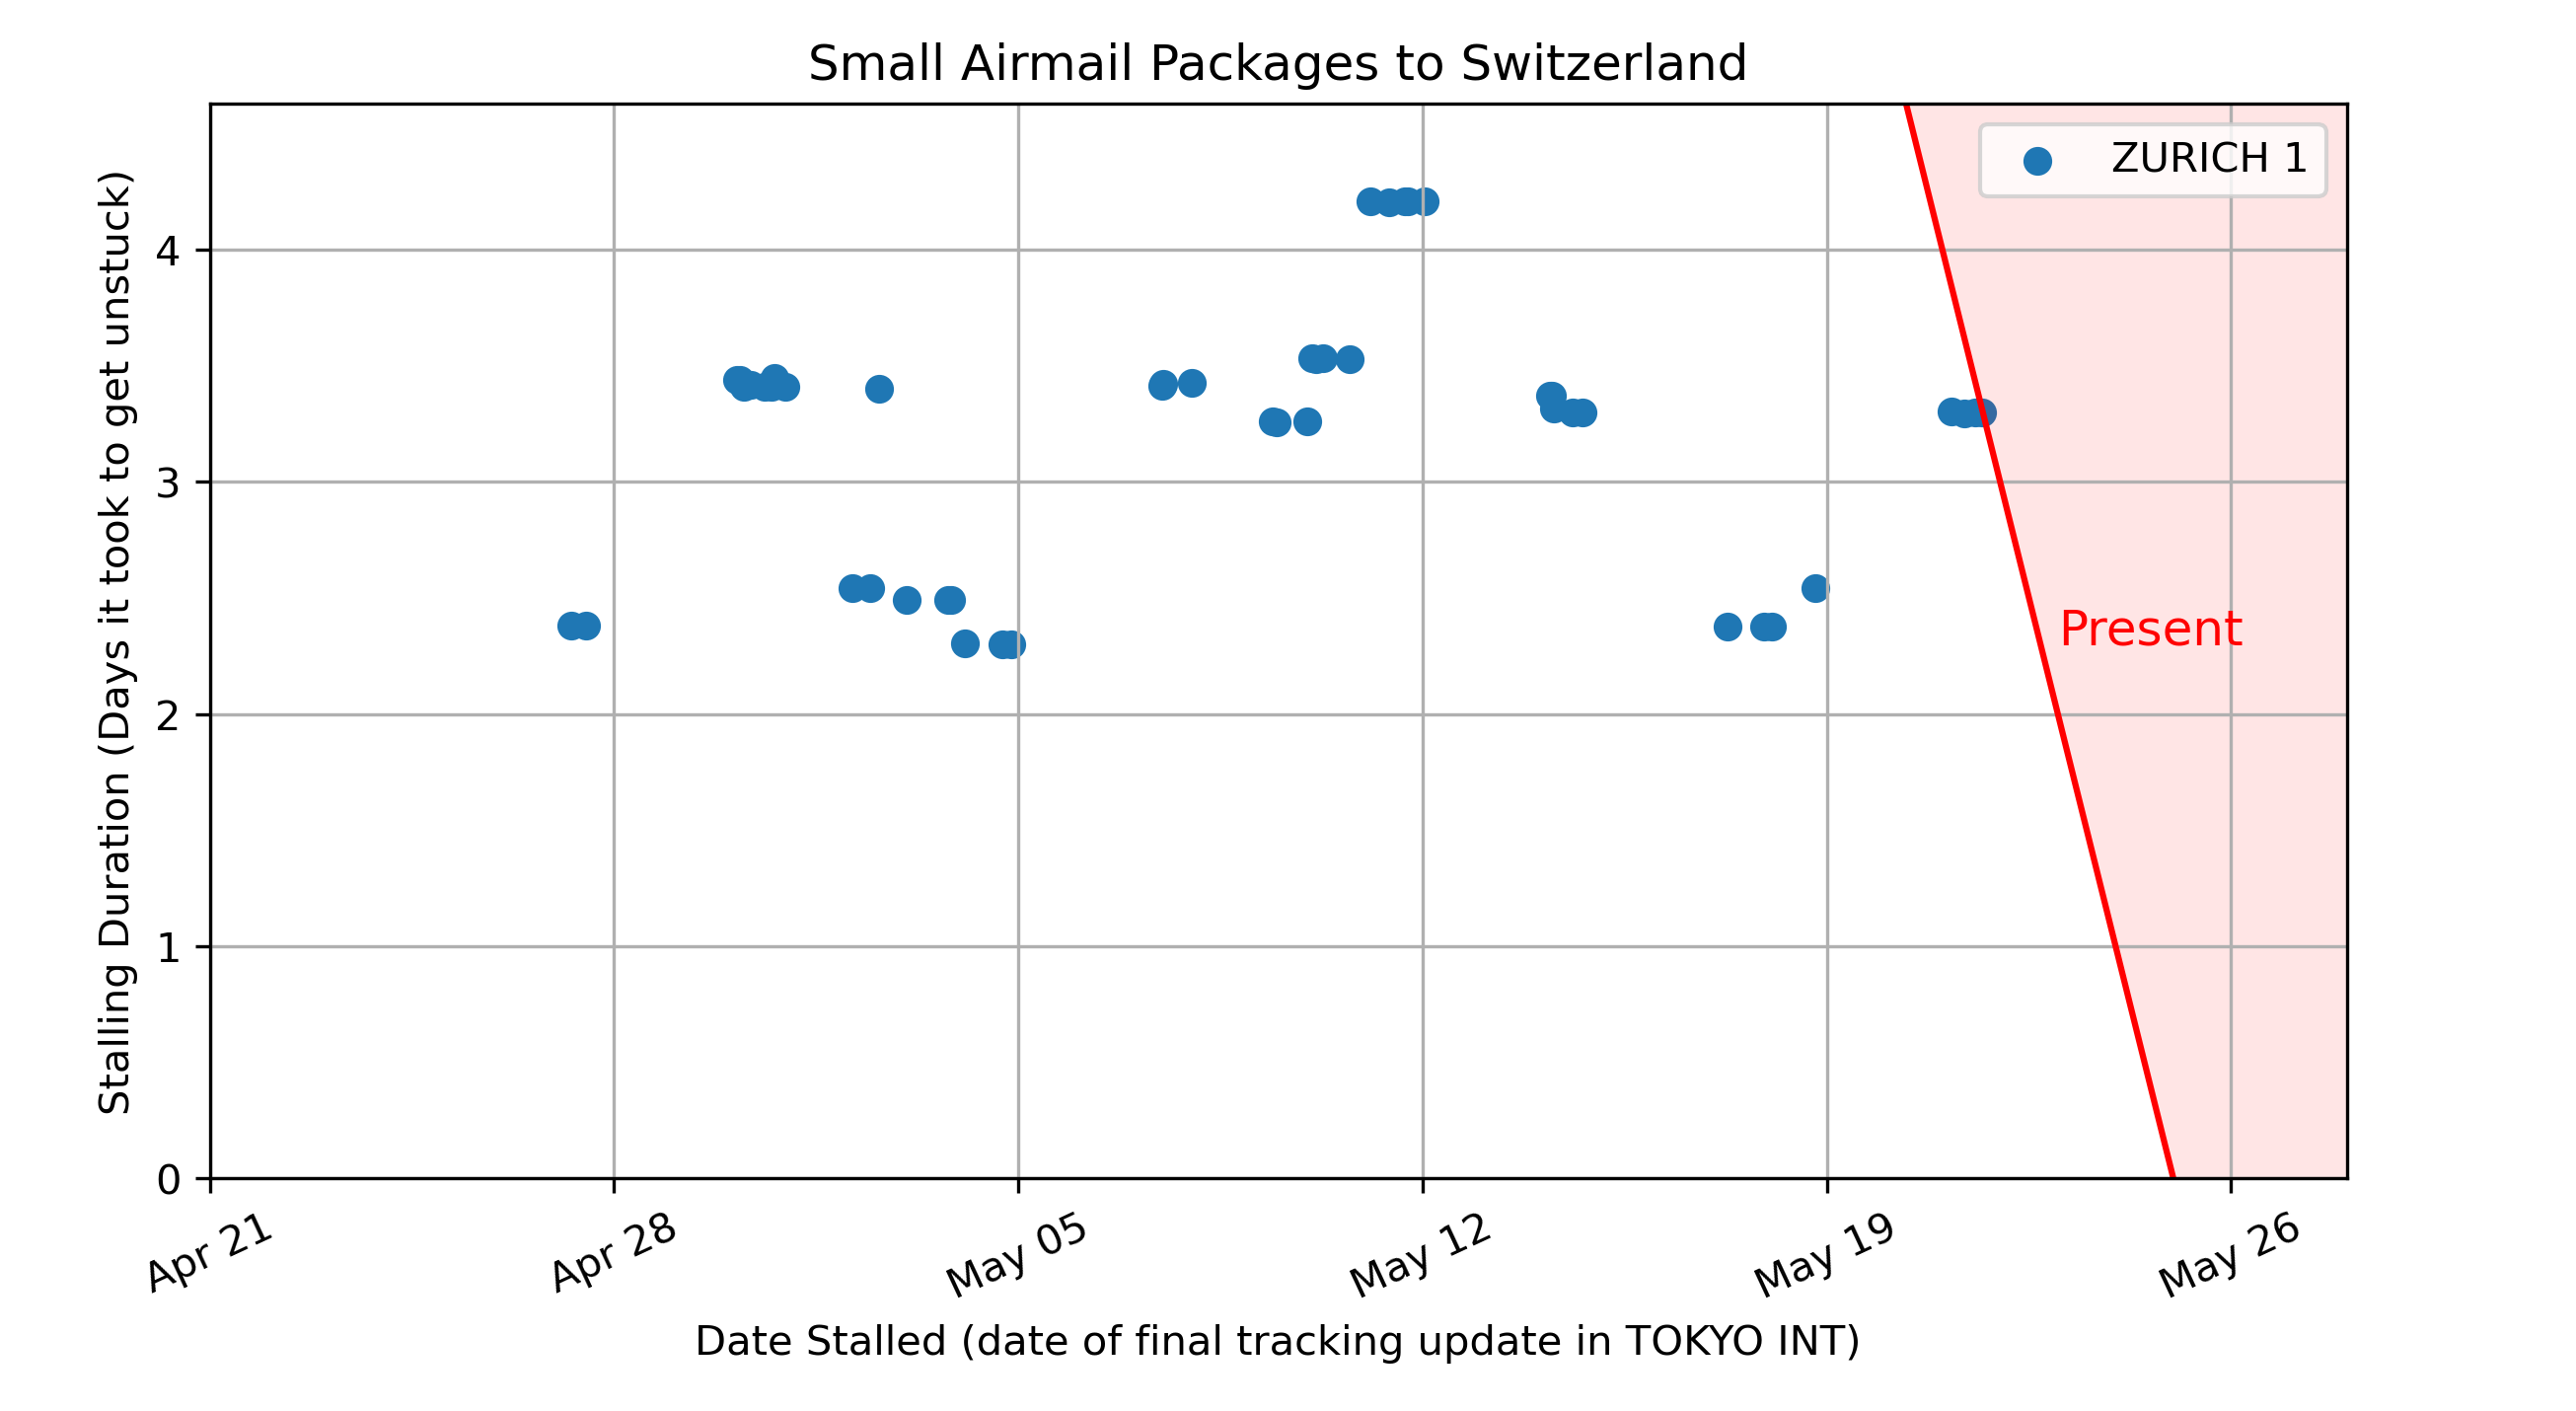 Small Airmail Packages to Switzerland
ZURICH 1
Stalling Duration (Days it took to get unstuck)
4
3
2
1
0
Present
Apr 21
Apr 28
May 05
May 12
May 19
May 26
Date Stalled (date of final tracking update in TOKYO INT)